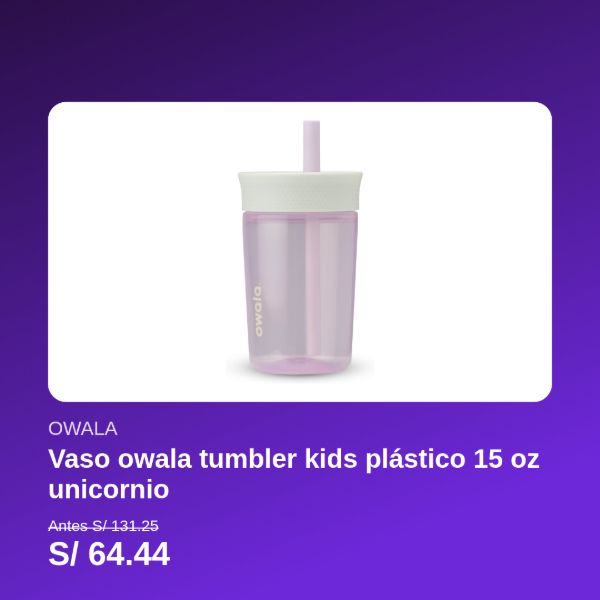 owala
OWALA
Vaso owala tumbler kids plástico 15 oz
unicornio
Antes S/ 131.25
S/ 64.44